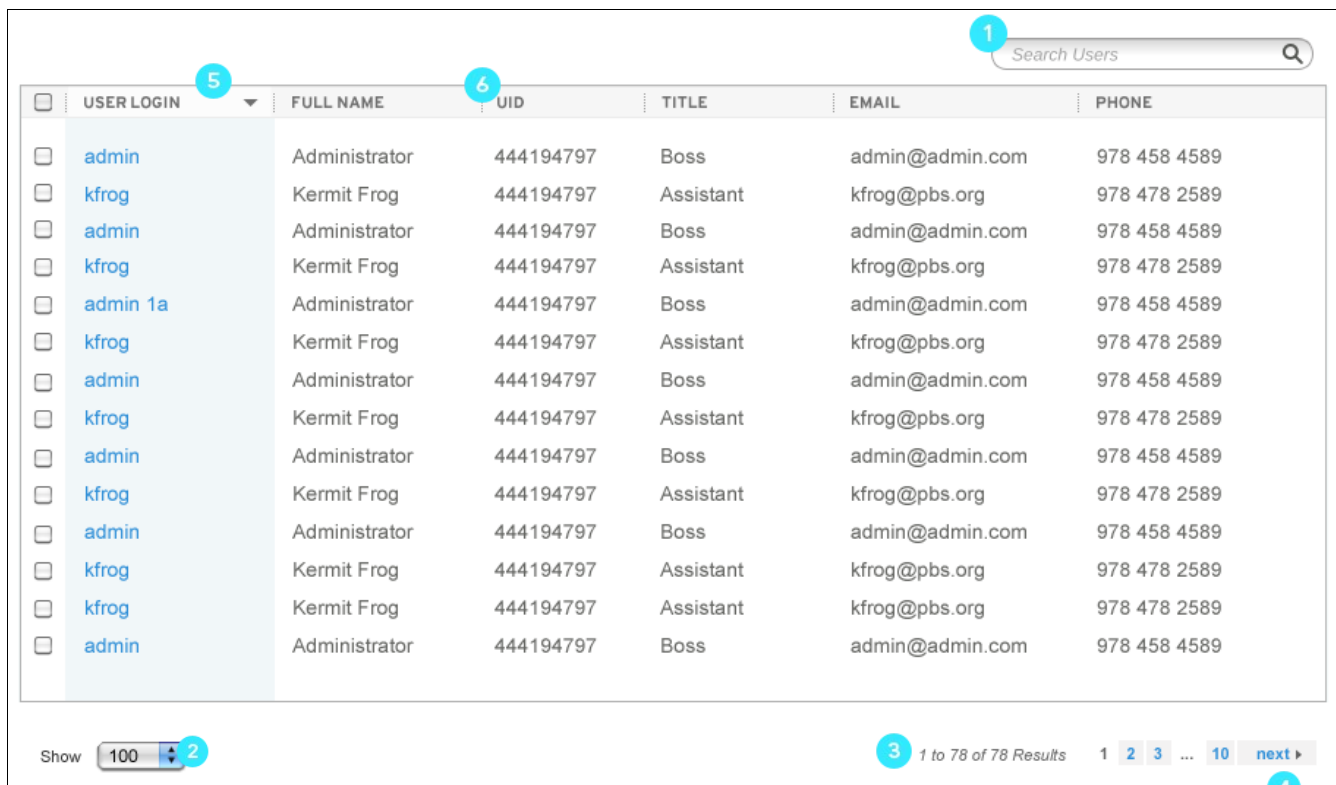 1 Search Users
5 6
USER LOGIN FULL NAME UID TITLE EMAIL PHONE
admin Administrator 444194797 Boss admin@admin.com 978 458 4589
kfrog Kermit Frog 444194797 Assistant kfrog@pbs.org 978 478 2589
admin Administrator 444194797 Boss admin@admin.com 978 458 4589
kfrog Kermit Frog 444194797 Assistant kfrog@pbs.org 978 478 2589
admin 1a Administrator 444194797 Boss admin@admin.com 978 458 4589
kfrog Kermit Frog 444194797 Assistant kfrog@pbs.org 978 478 2589
admin Administrator 444194797 Boss admin@admin.com 978 458 4589
kfrog Kermit Frog 444194797 Assistant kfrog@pbs.org 978 478 2589
admin Administrator 444194797 Boss admin@admin.com 978 458 4589
kfrog Kermit Frog 444194797 Assistant kfrog@pbs.org 978 478 2589
admin Administrator 444194797 Boss admin@admin.com 978 458 4589
kfrog Kermit Frog 444194797 Assistant kfrog@pbs.org 978 478 2589
kfrog Kermit Frog 444194797 Assistant kfrog@pbs.org 978 478 2589
admin Administrator 444194797 Boss admin@admin.com 978 458 4589
Show 100 2 3 1 to 78 of 78 Results 1 2 3 ... 10 next
4